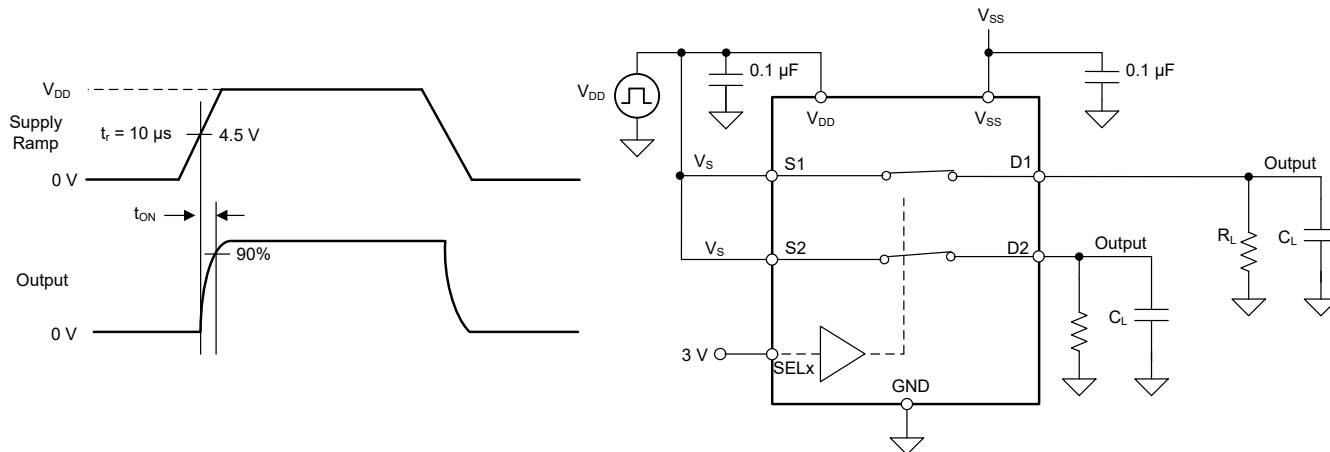 V_DD
Supply
Ramp
t_r = 10 µs
4.5 V
0 V
t_ON
90%
Output
0 V
V_SS
0.1 µF
0.1 µF
V_DD
V_DD
V_SS
V_S
S1
D1
Output
R_L
C_L
V_S
S2
D2
Output
C_L
3 V
SELx
GND